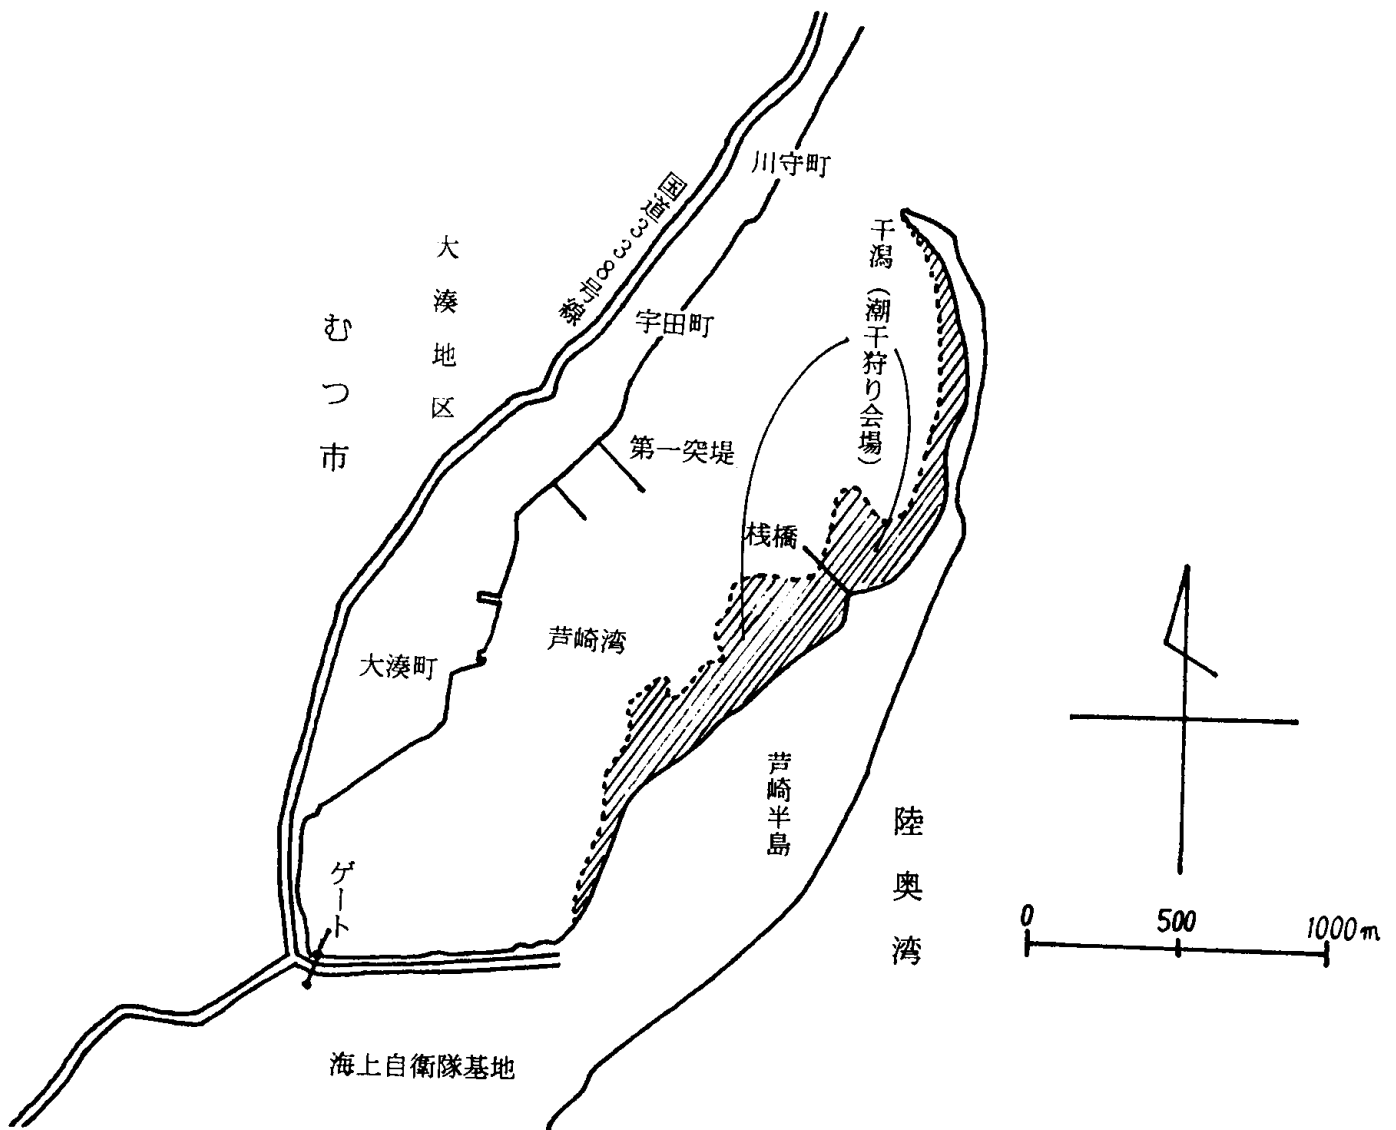 川守町
国道338号線
大湊地区
むつ市
宇田町
干潟（潮干狩り会場）
第一突堤
桟橋
芦崎湾
大湊町
芦崎半島
陸奥湾
ゲート
0 500 1000m
海上自衛隊基地